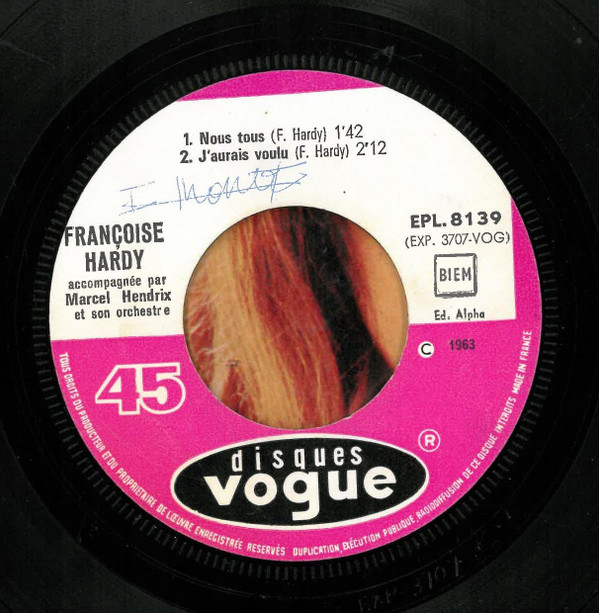 1. Nous tous (F. Hardy) 1'42
2. J'aurais voulu (F. Hardy) 2'12
FRANÇOISE
HARDY
accompagnée par
Marcel Hendrix
et son orchestre
EPL. 8139
(EXP. 3707-VOG)
BIEM
Ed. Alpha
© 1963
45
disques
vogue
®
TOUS DROITS DU PRODUCTEUR ET DU PROPRIETAIRE DE L'ŒUVRE ENREGISTRÉE RESERVÉS DUPLICATION, EXÉCUTION PUBLIQUE, RADIODIFFUSION DE CE DISQUE INTERDITS MADE IN FRANCE